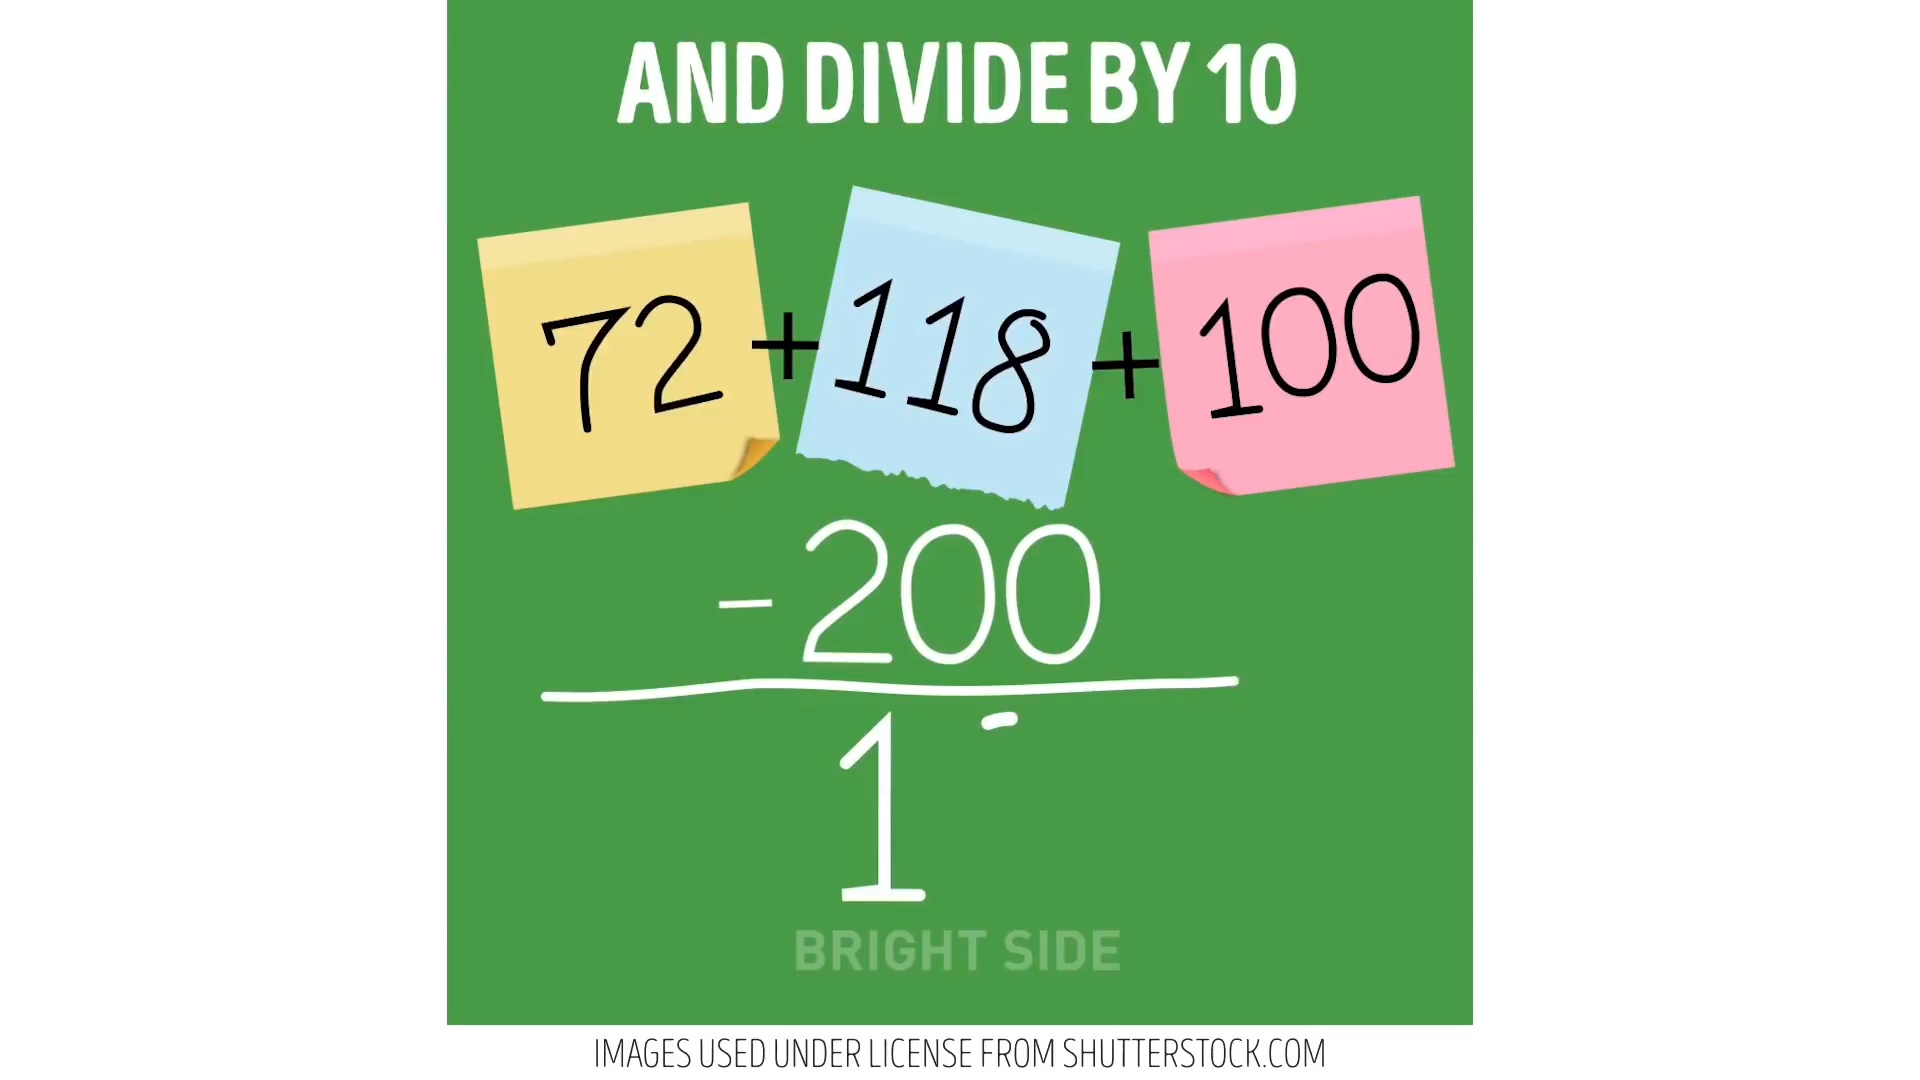 AND DIVIDE BY 10
72 + 118 + 100
- 200
1
BRIGHT SIDE
IMAGES USED UNDER LICENSE FROM SHUTTERSTOCK.COM